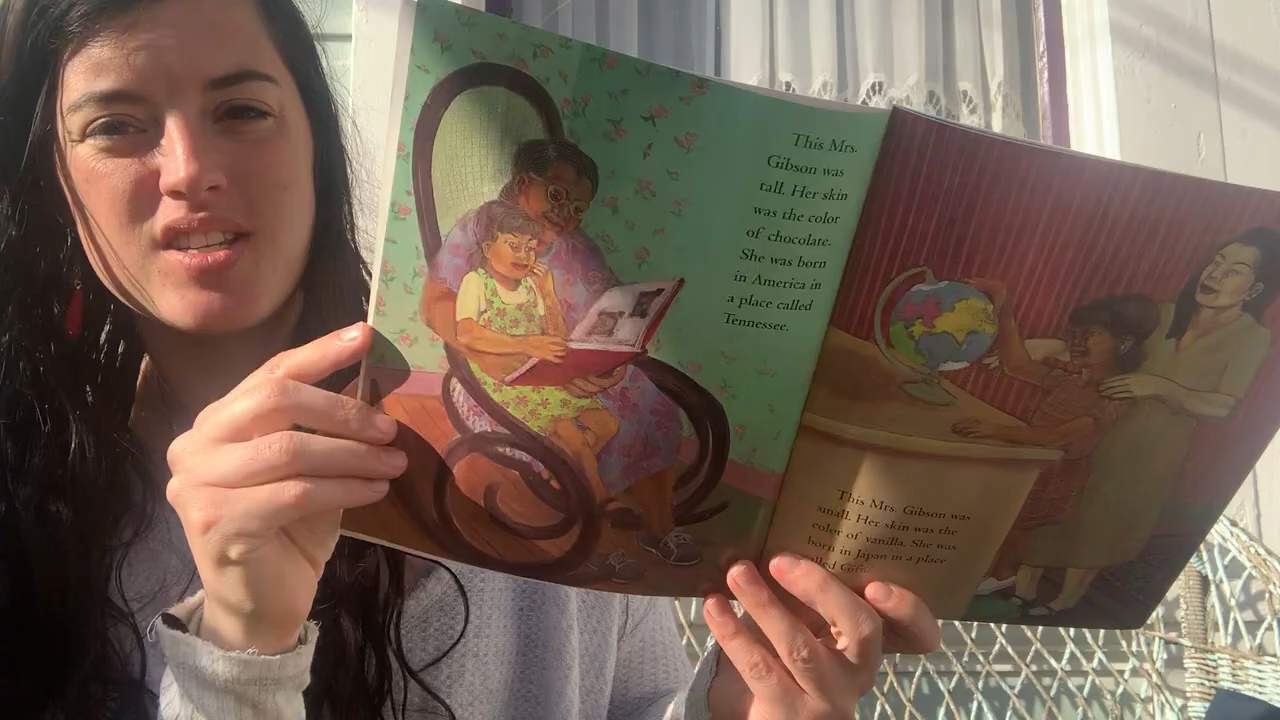 This Mrs.
Gibson was
tall. Her skin
was the color
of chocolate.
She was born
in America in
a place called
Tennessee.
This Mrs. Gibson was
small. Her skin was the
color of vanilla. She was
born in Japan in a place